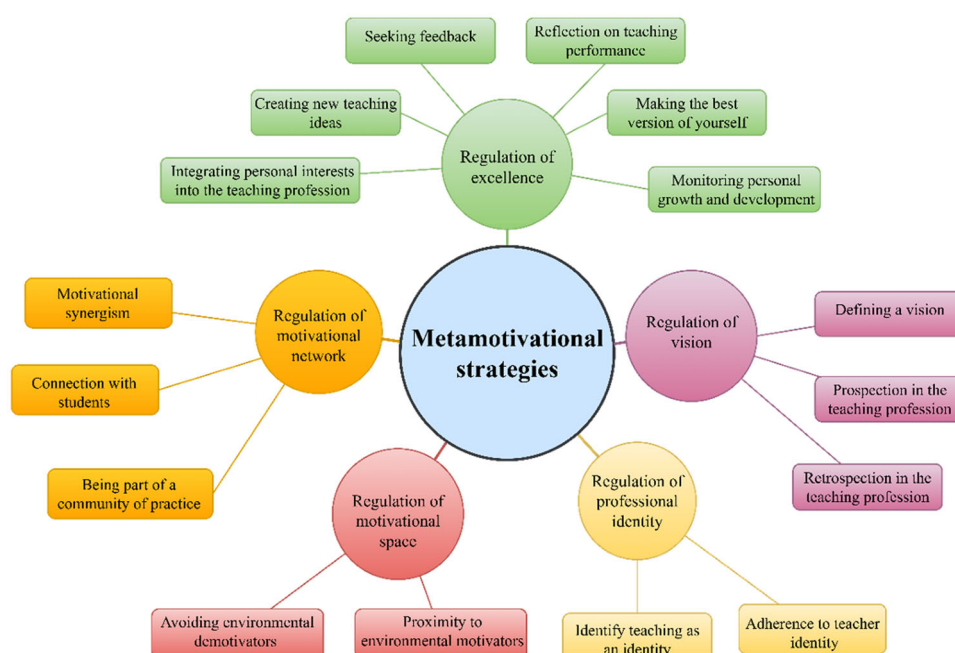 Seeking feedback
Reflection on teaching
performance
Creating new teaching
ideas
Making the best
version of yourself
Integrating personal interests
into the teaching profession
Regulation of
excellence
Monitoring personal
growth and development
Motivational
synergism
Regulation of
motivational
network
Connection with
students
Being part of a
community of practice
Metamotivational
strategies
Regulation of
vision
Defining a vision
Prospection in the
teaching profession
Retrospection in the
teaching profession
Regulation of
motivational
space
Avoiding environmental
demotivators
Proximity to
environmental motivators
Regulation of
professional
identity
Identify teaching as
an identity
Adherence to teacher
identity